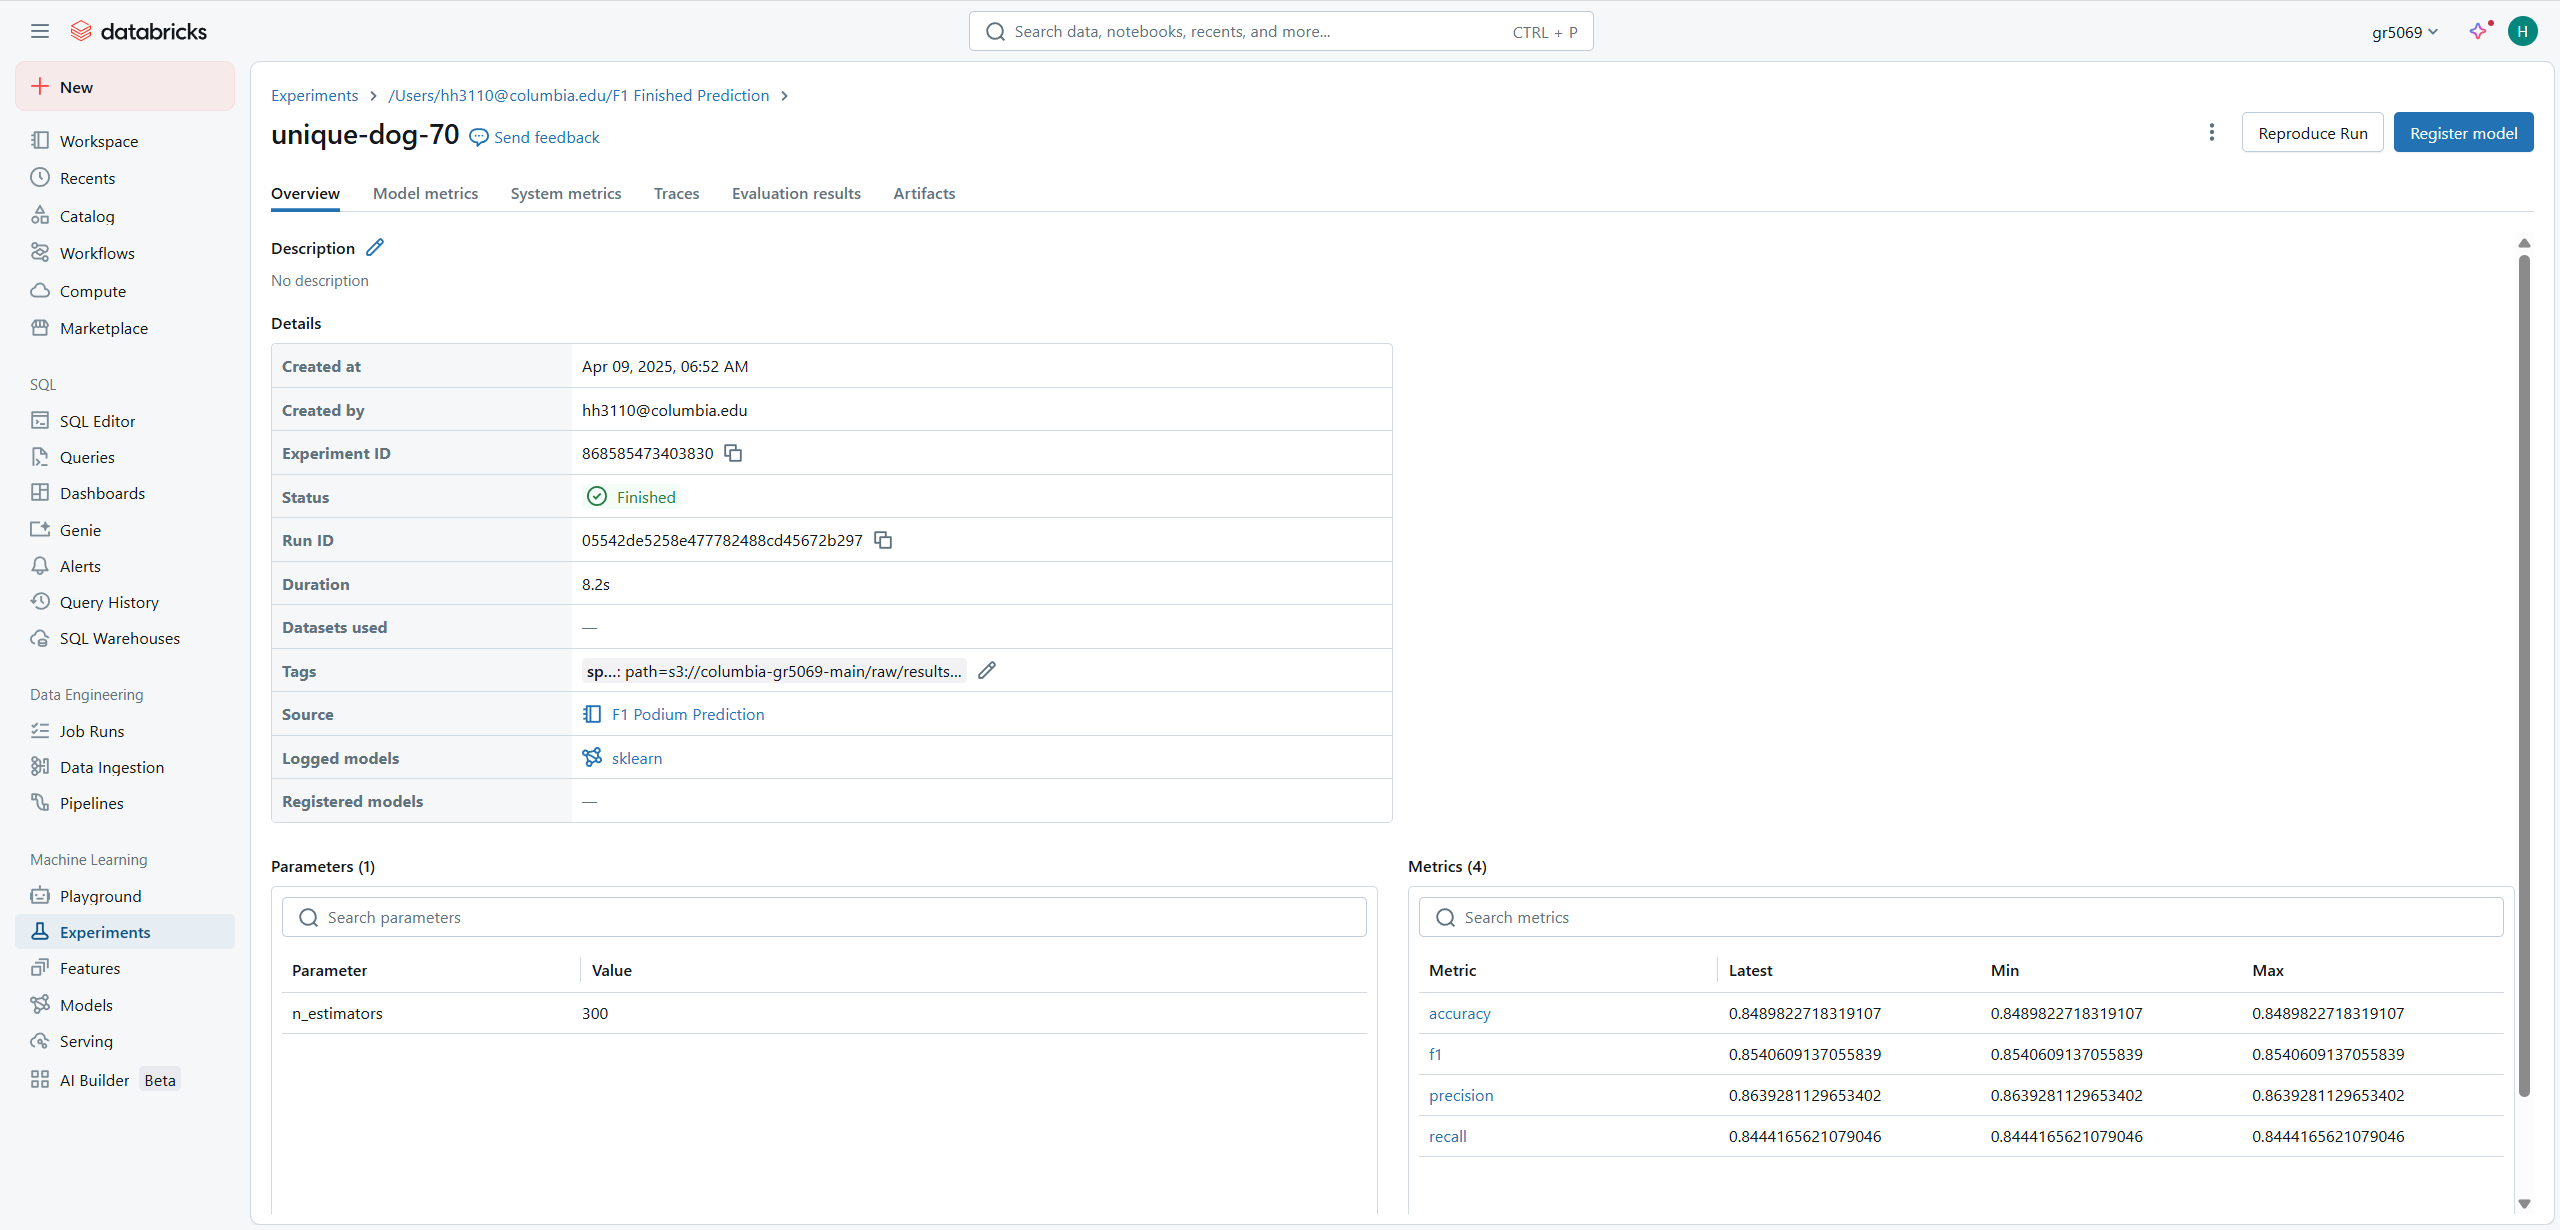 databricks
Search data, notebooks, recents, and more... CTRL + P
gr5069
H
New
Workspace
Recents
Catalog
Workflows
Compute
Marketplace
SQL
SQL Editor
Queries
Dashboards
Genie
Alerts
Query History
SQL Warehouses
Data Engineering
Job Runs
Data Ingestion
Pipelines
Machine Learning
Playground
Experiments
Features
Models
Serving
AI Builder Beta
Experiments > /Users/hh3110@columbia.edu/F1 Finished Prediction >
unique-dog-70 Send feedback
Reproduce Run
Register model
Overview Model metrics System metrics Traces Evaluation results Artifacts
Description
No description
Details
Created at Apr 09, 2025, 06:52 AM
Created by hh3110@columbia.edu
Experiment ID 868585473403830
Status Finished
Run ID 05542de5258e477782488cd45672b297
Duration 8.2s
Datasets used —
Tags sp...: path=s3://columbia-gr5069-main/raw/results...
Source F1 Podium Prediction
Logged models sklearn
Registered models —
Parameters (1)
Search parameters
Parameter Value
n_estimators 300
Metrics (4)
Search metrics
Metric Latest Min Max
accuracy 0.8489822718319107 0.8489822718319107 0.8489822718319107
f1 0.8540609137055839 0.8540609137055839 0.8540609137055839
precision 0.8639281129653402 0.8639281129653402 0.8639281129653402
recall 0.8444165621079046 0.8444165621079046 0.8444165621079046